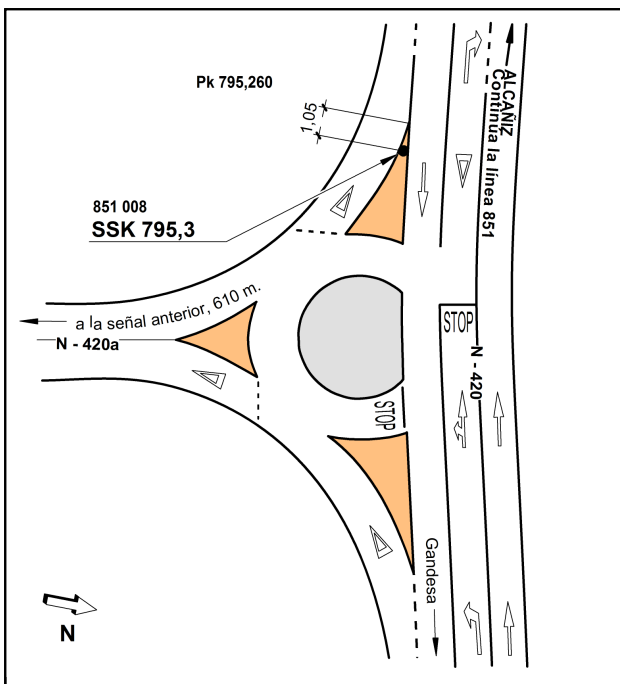 Pk 795,260
1,05
851 008
SSK 795,3
ALCAÑIZ
Continua la línea 851
a la señal anterior, 610 m.
N - 420a
STOP
N - 420
STOP
Gandesa
N